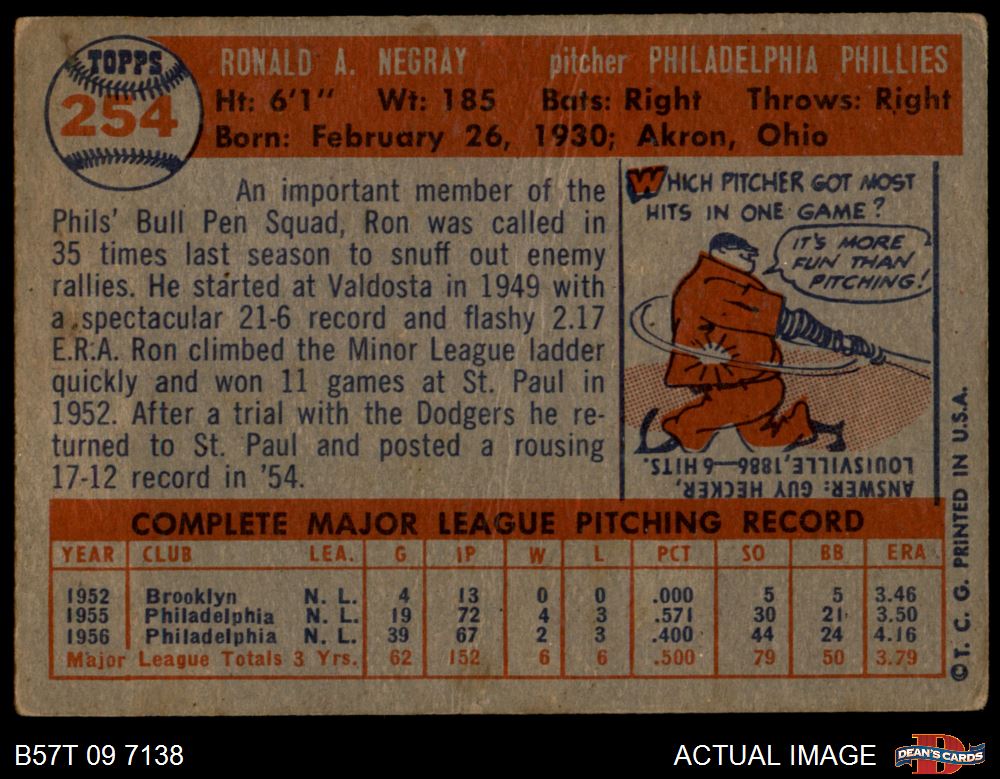 TOPPS
254
RONALD A. NEGRAY pitcher PHILADELPHIA PHILLIES
Ht: 6'1" Wt: 185 Bats: Right Throws: Right
Born: February 26, 1930; Akron, Ohio
An important member of the
Phils' Bull Pen Squad, Ron was called in
35 times last season to snuff out enemy
rallies. He started at Valdosta in 1949 with
a spectacular 21-6 record and flashy 2.17
E.R.A. Ron climbed the Minor League ladder
quickly and won 11 games at St. Paul in
1952. After a trial with the Dodgers he re-
turned to St. Paul and posted a rousing
17-12 record in '54.
WHICH PITCHER GOT MOST
HITS IN ONE GAME?
IT'S MORE
FUN THAN
PITCHING!
ANSWER: GUY HECKER,
LOUISVILLE, 1886—6 HITS.
COMPLETE MAJOR LEAGUE PITCHING RECORD
YEAR CLUB LEA. G IP W L PCT SO BB ERA
1952 Brooklyn N. L. 4 13 0 0 .000 5 5 3.46
1955 Philadelphia N. L. 19 72 4 3 .571 30 21 3.50
1956 Philadelphia N. L. 39 67 2 3 .400 44 24 4.16
Major League Totals 3 Yrs. 62 152 6 6 .500 79 50 3.79
© T. C. G. PRINTED IN U.S.A.
B57T 09 7138
ACTUAL IMAGE
DEAN'S CARDS